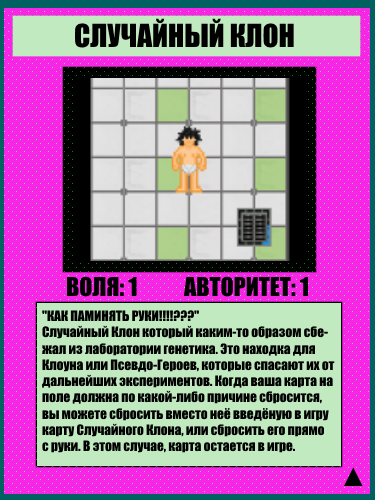 СЛУЧАЙНЫЙ КЛОН
ВОЛЯ: 1 АВТОРИТЕТ: 1
"КАК ПАМИНЯТЬ РУКИ!!!!???"
Случайный Клон который каким-то образом сбе-
жал из лаборатории генетика. Это находка для
Клоуна или Псевдо-Героев, которые спасают их от
дальнейших экспериментов. Когда ваша карта на
поле должна по какой-либо причине сбросится,
вы можете сбросить вместо неё введёную в игру
карту Случайного Клона, или сбросить его прямо
с руки. В этом случае, карта остается в игре.